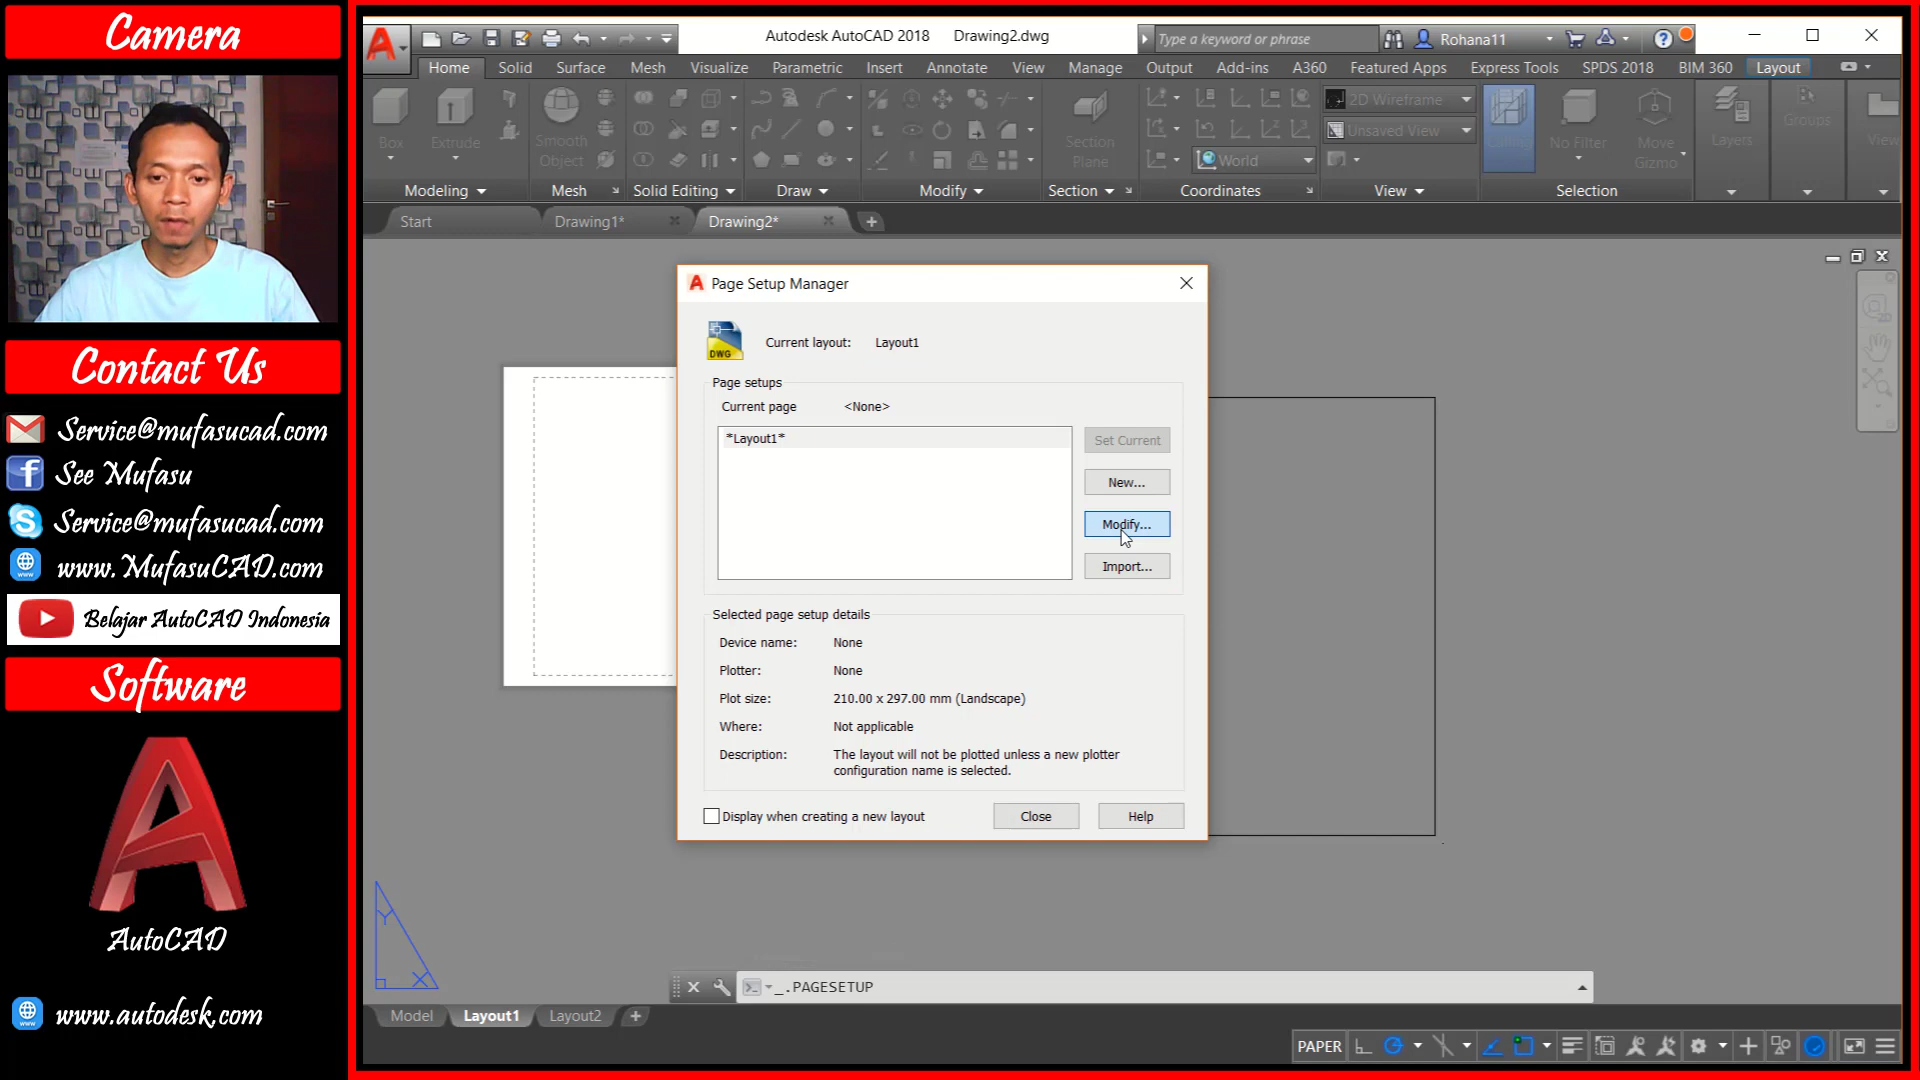 Camera
Contact Us
Service@mufasucad.com
See Mufasu
Service@mufasucad.com
www.MufasuCAD.com
Belajar AutoCAD Indonesia
Software
AutoCAD
www.autodesk.com
Autodesk AutoCAD 2018 Drawing2.dwg
Type a keyword or phrase
Rohana11
Home Solid Surface Mesh Visualize Parametric Insert Annotate View Manage Output Add-ins A360 Featured Apps Express Tools SPDS 2018 BIM 360 Layout
Box
Extrude
Smooth
Object
Section
Plane
2D Wireframe
Unsaved View
World
No Filter
Move
Gizmo
Layers
Groups
View
Modeling Mesh Solid Editing Draw Modify Section Coordinates View Selection
Start Drawing1* Drawing2*
Page Setup Manager
DWG
Current layout: Layout1
Page setups
Current page <None>
*Layout1*
Set Current
New...
Modify...
Import...
Selected page setup details
Device name: None
Plotter: None
Plot size: 210.00 x 297.00 mm (Landscape)
Where: Not applicable
Description: The layout will not be plotted unless a new plotter
configuration name is selected.
Display when creating a new layout
Close
Help
2D
Y
X
_.PAGESETUP
Model Layout1 Layout2
PAPER